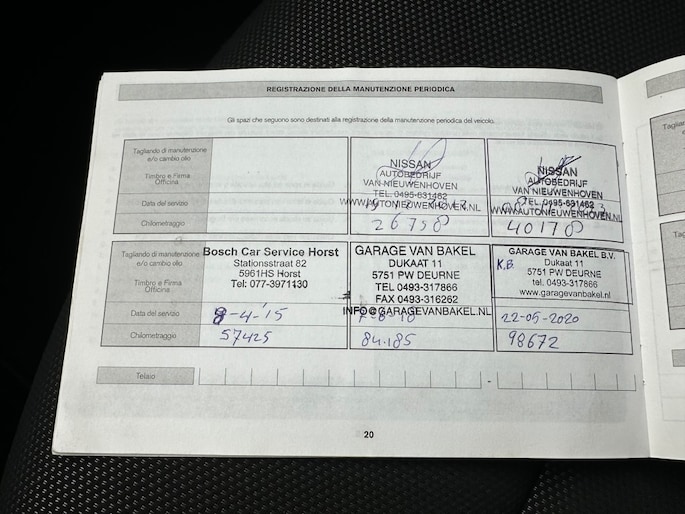 REGISTRAZIONE DELLA MANUTENZIONE PERIODICA
Gli spazi che seguono sono destinati alla registrazione della manutenzione periodica del veicolo.
Tagliando di manutenzione
e/o cambio olio
Timbro e Firma
Officina
Data del servizio
Chilometraggio
NISSAN
AUTOBEDRIJF
VAN NIEUWENHOVEN
TEL. 0495-631462
WWW.AUTONIEUWENHOVEN.NL
26758
NISSAN
AUTOBEDRIJF
VAN NIEUWENHOVEN
TEL. 0495-631462
WWW.AUTONIEUWENHOVEN.NL
40178
Tagliando di manutenzione
e/o cambio olio
Timbro e Firma
Officina
Data del servizio
Chilometraggio
Bosch Car Service Horst
Stationsstraat 82
5961HS Horst
Tel: 077-3971130
8-4-'15
57425
GARAGE VAN BAKEL
DUKAAT 11
5751 PW DEURNE
TEL 0493-317866
FAX 0493-316262
INFO@GARAGEVANBAKEL.NL
84.185
GARAGE VAN BAKEL B.V.
K.B.
Dukaat 11
5751 PW DEURNE
tel. 0493-317866
www.garagevanbakel.nl
22-05-2020
98672
Telaio
20